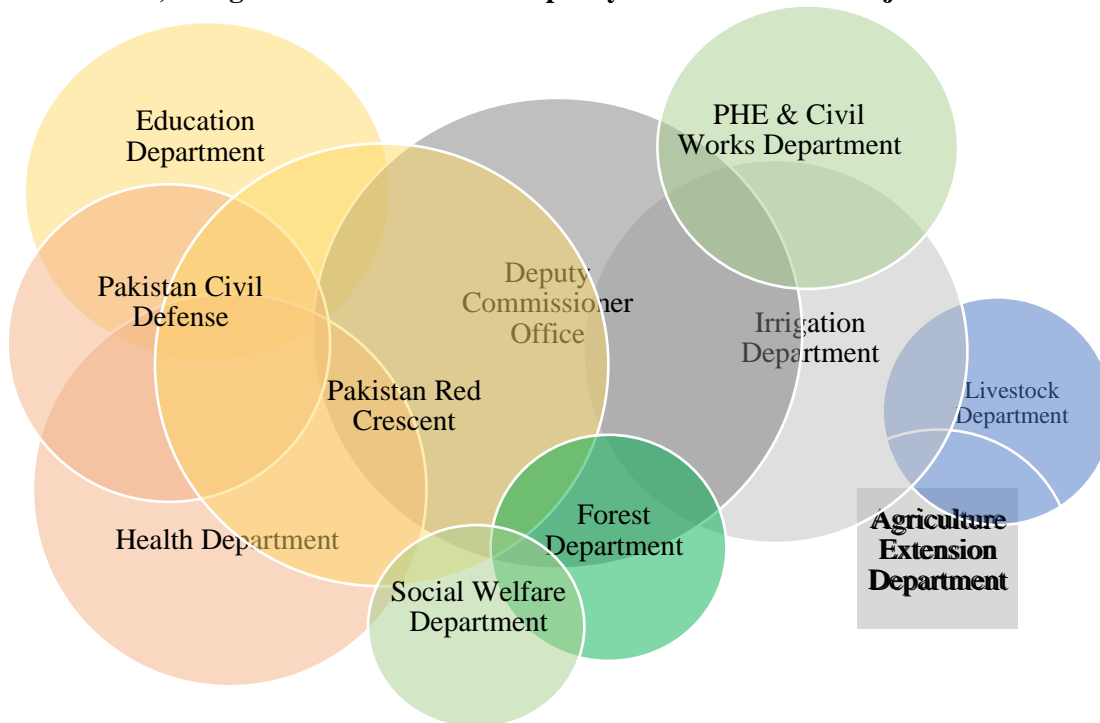 Education
Department
PHE & Civil
Works Department
Pakistan Civil
Defense
Deputy
Commissioner
Office
Irrigation
Department
Pakistan Red
Crescent
Livestock
Department
Health Department
Forest
Department
Agriculture
Extension
Department
Social Welfare
Department